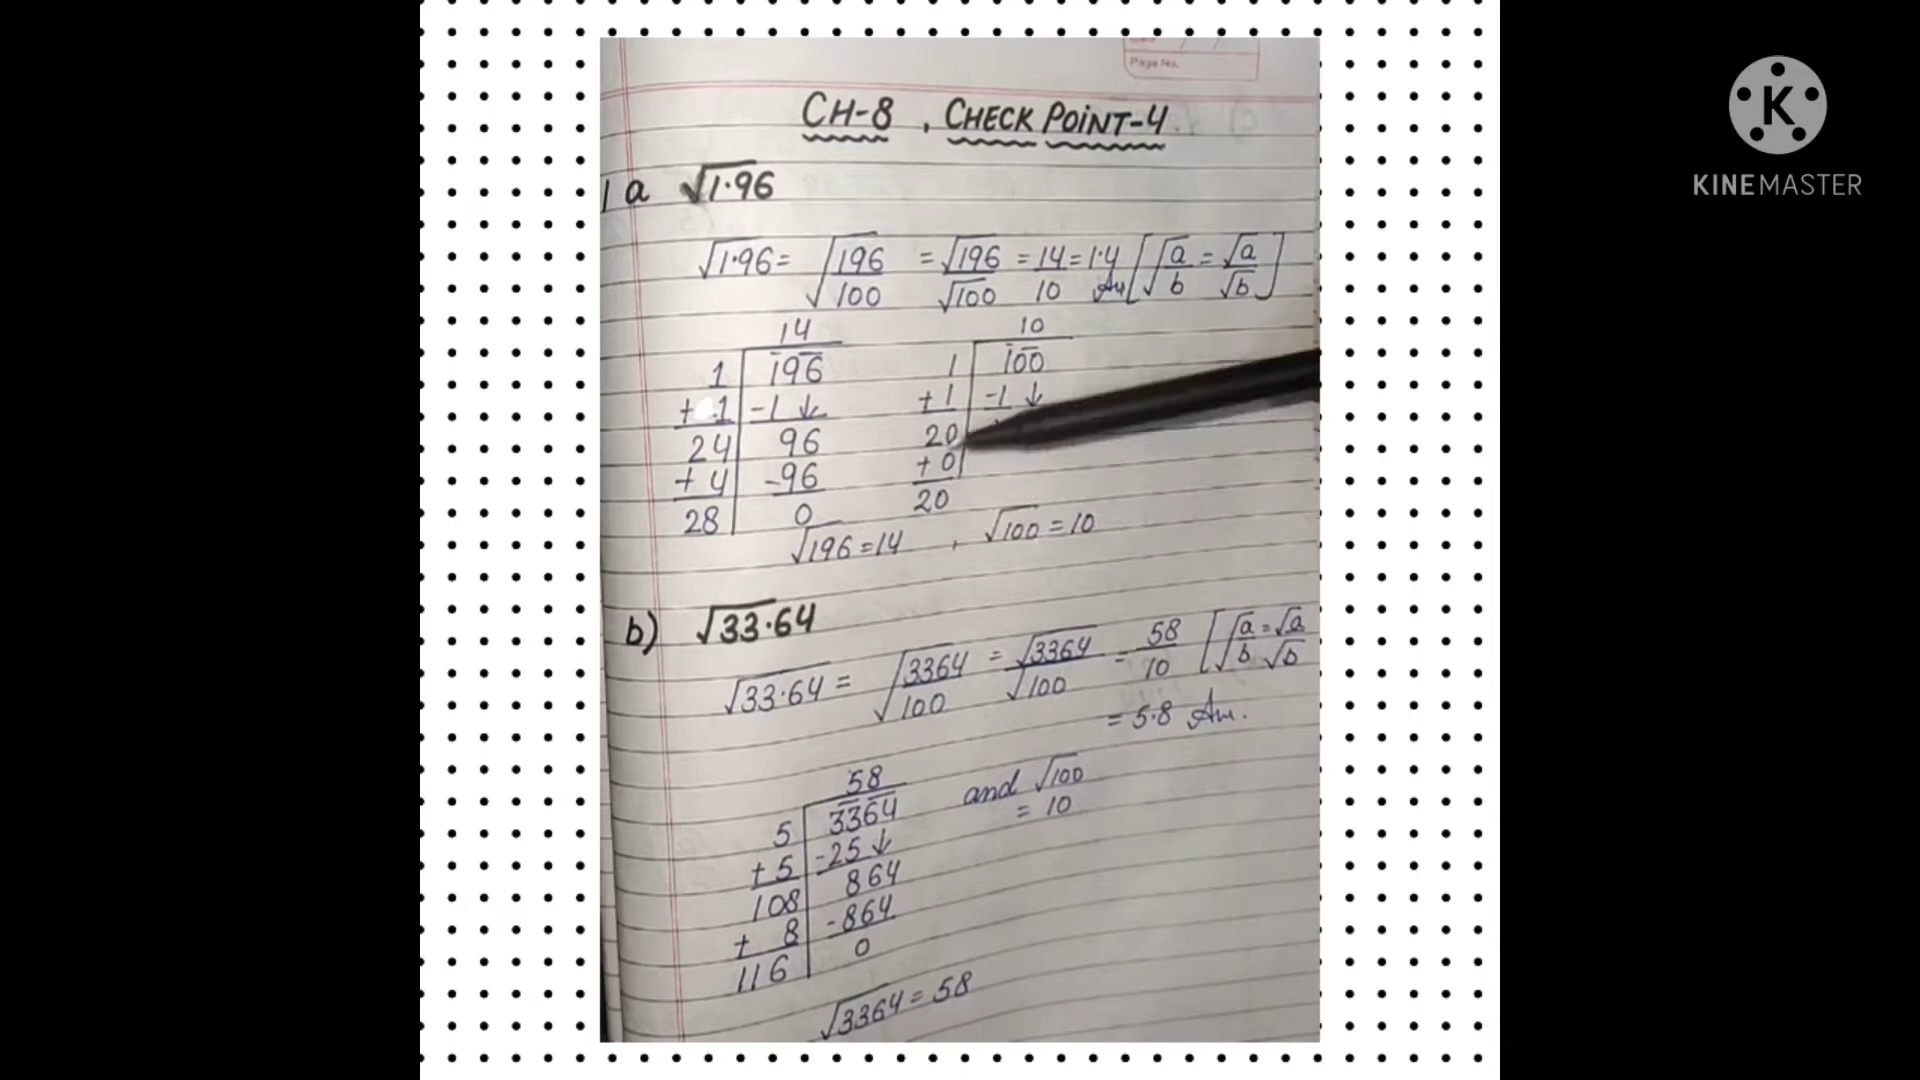 Page No.
CH-8, CHECK POINT-4
1 a √1.96
√1.96 = √(196/100) = √196/√100 = 14/10 = 1.4 Ans [√(a/b) = √a/√b]
14 10
1 196 1 100
+ 1 -1 ↓ + 1 -1 ↓
24 96 20
+ 4 -96 + 0
28 0 20
√196 = 14 , √100 = 10
b) √33.64
√33.64 = √(3364/100) = √3364/√100 = 58/10 [√(a/b) = √a/√b
= 5.8 Ans.
58 and √100
5 3364 = 10
+ 5 -25 ↓
108 864
+ 8 -864
116 0
√3364 = 58
K
KINEMASTER